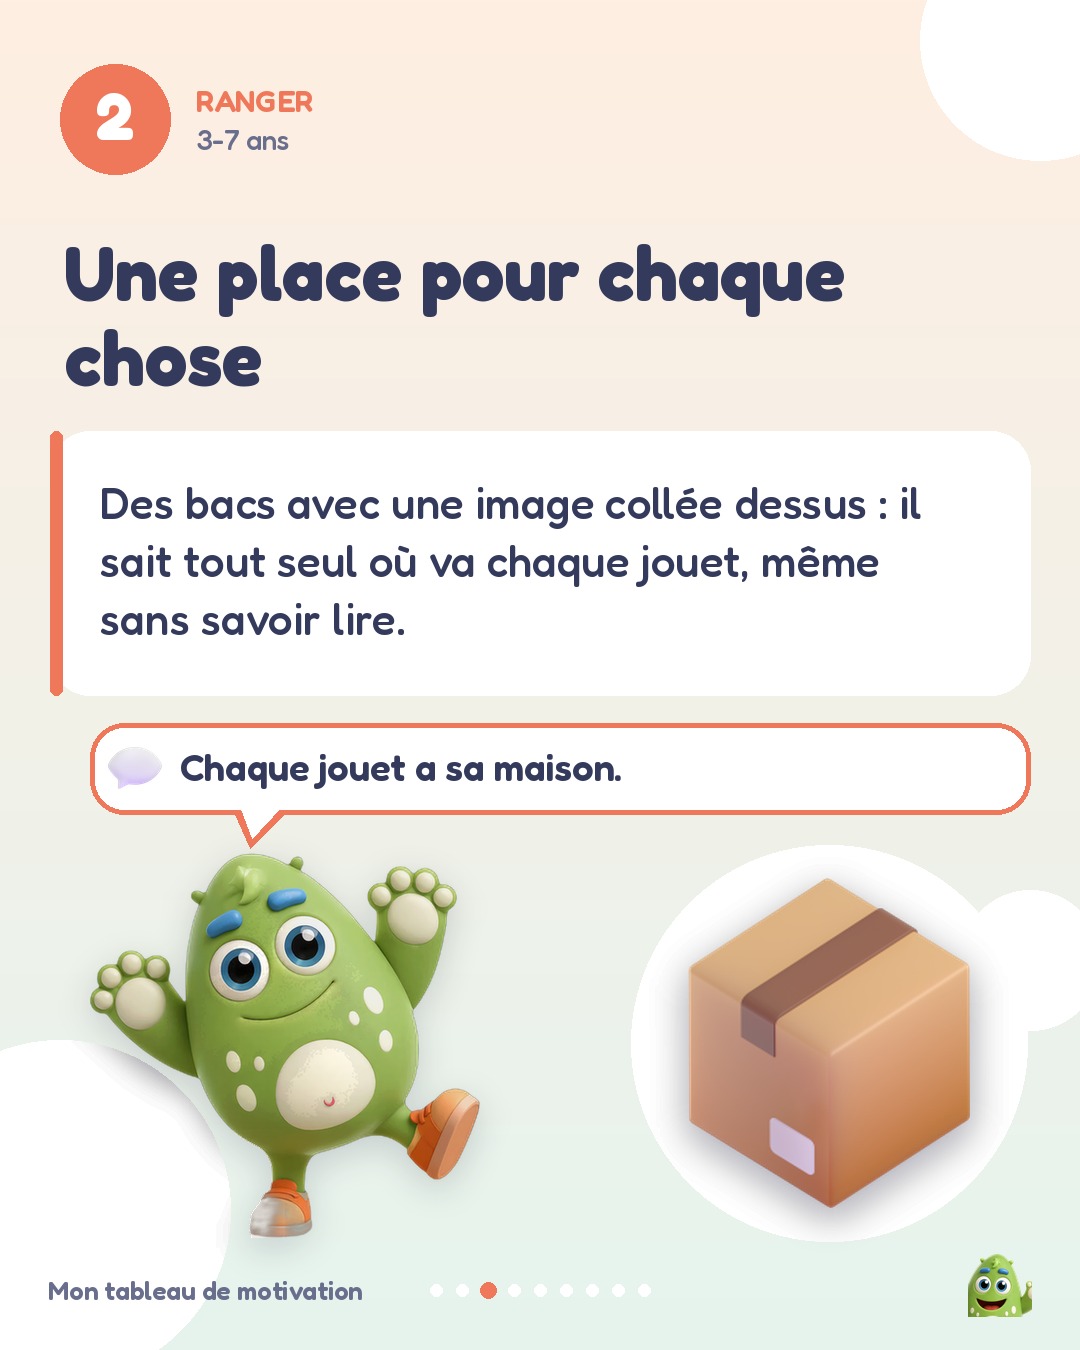 2
RANGER
3-7 ans
Une place pour chaque
chose
Des bacs avec une image collée dessus : il
sait tout seul où va chaque jouet, même
sans savoir lire.
Chaque jouet a sa maison.
Mon tableau de motivation